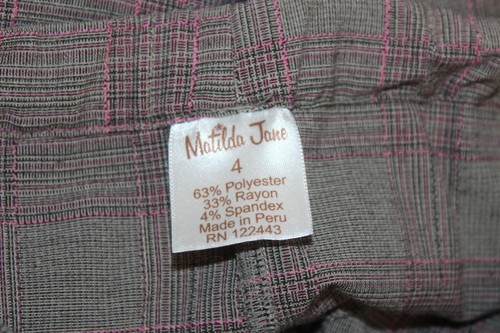 Matilda Jane
4
63% Polyester
33% Rayon
4% Spandex
Made in Peru
RN 122443